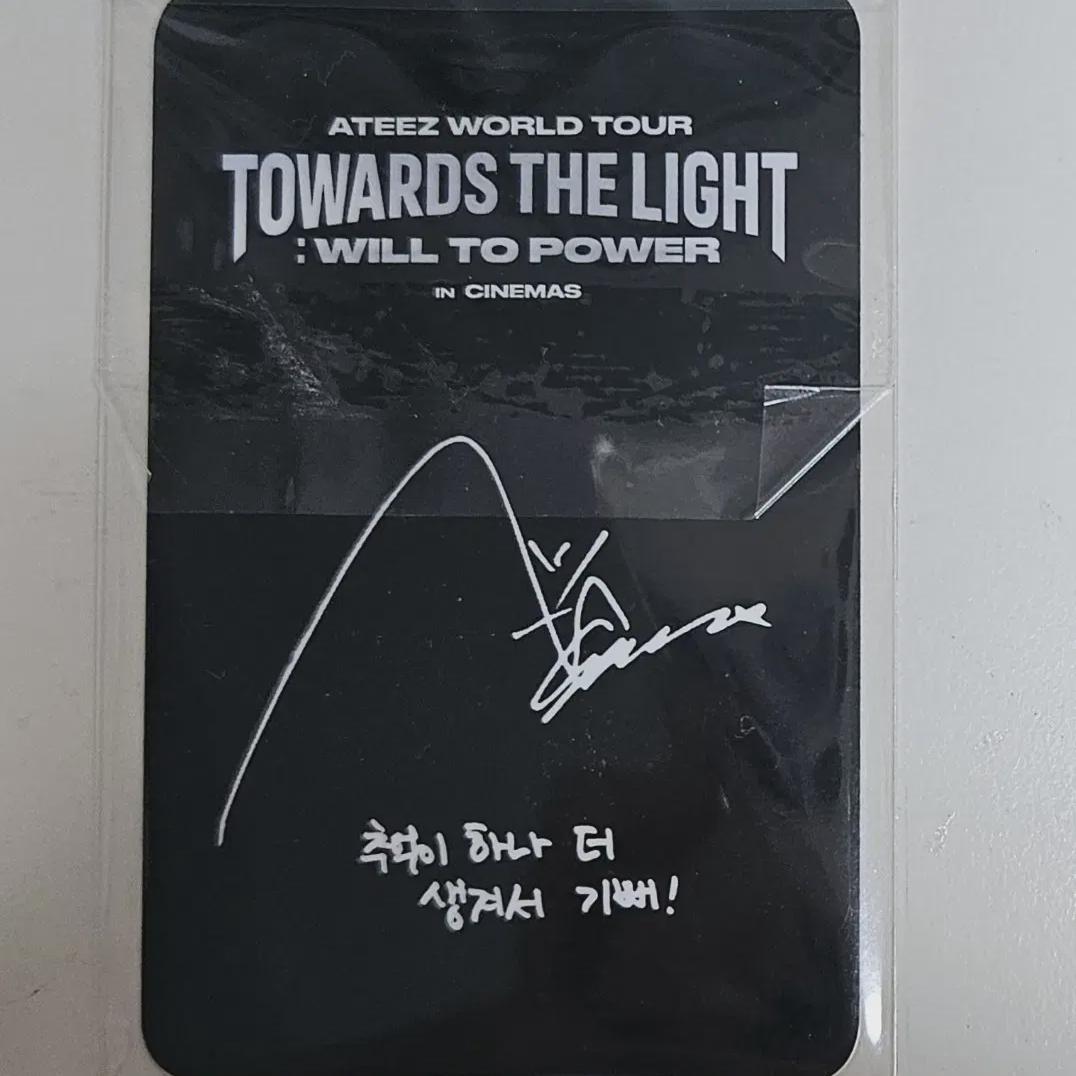 ATEEZ WORLD TOUR
TOWARDS THE LIGHT
: WILL TO POWER
IN CINEMAS
추억이 하나 더
생겨서 기뻐!